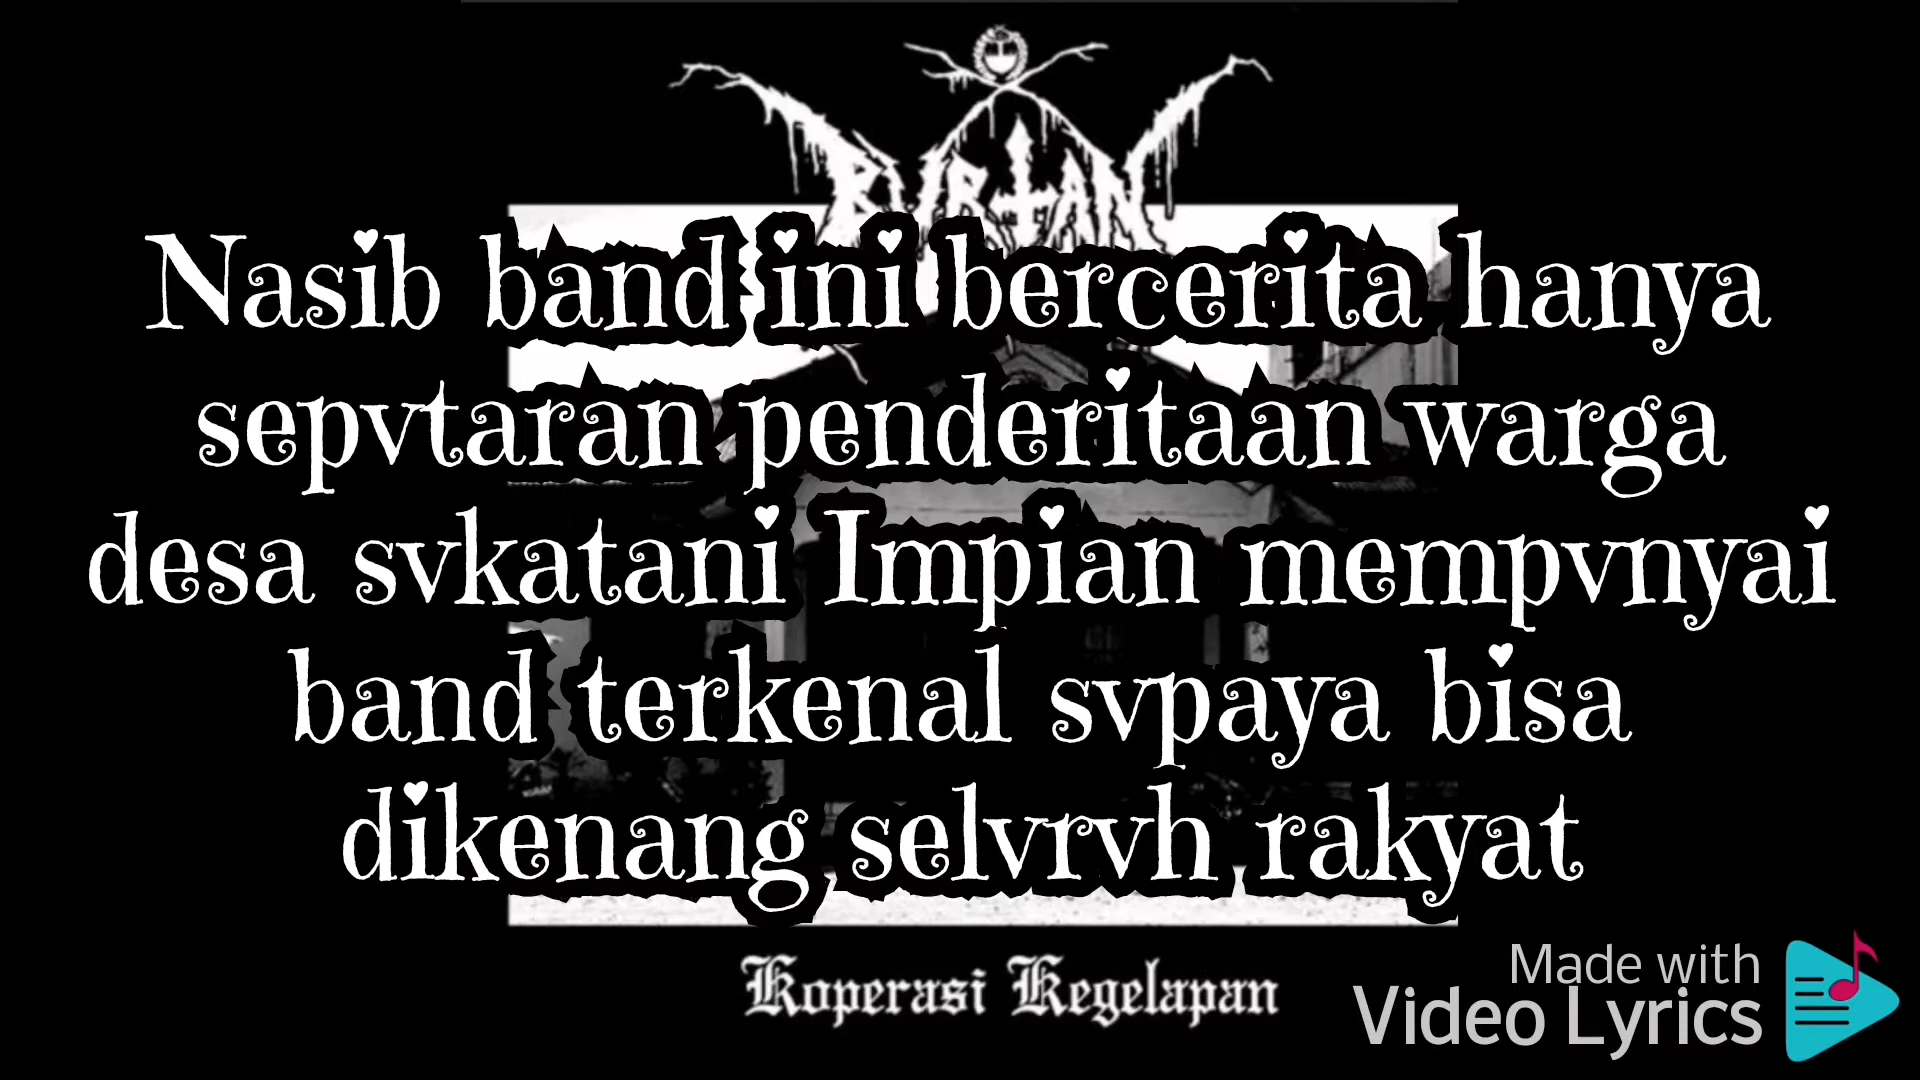 BVRTAN
Nasib band ini bercerita hanya
sepvtaran penderitaan warga
desa svkatani Impian mempvnyai
band terkenal svpaya bisa
dikenang selvrvh rakyat
Koperasi Kegelapan
Made with
Video Lyrics